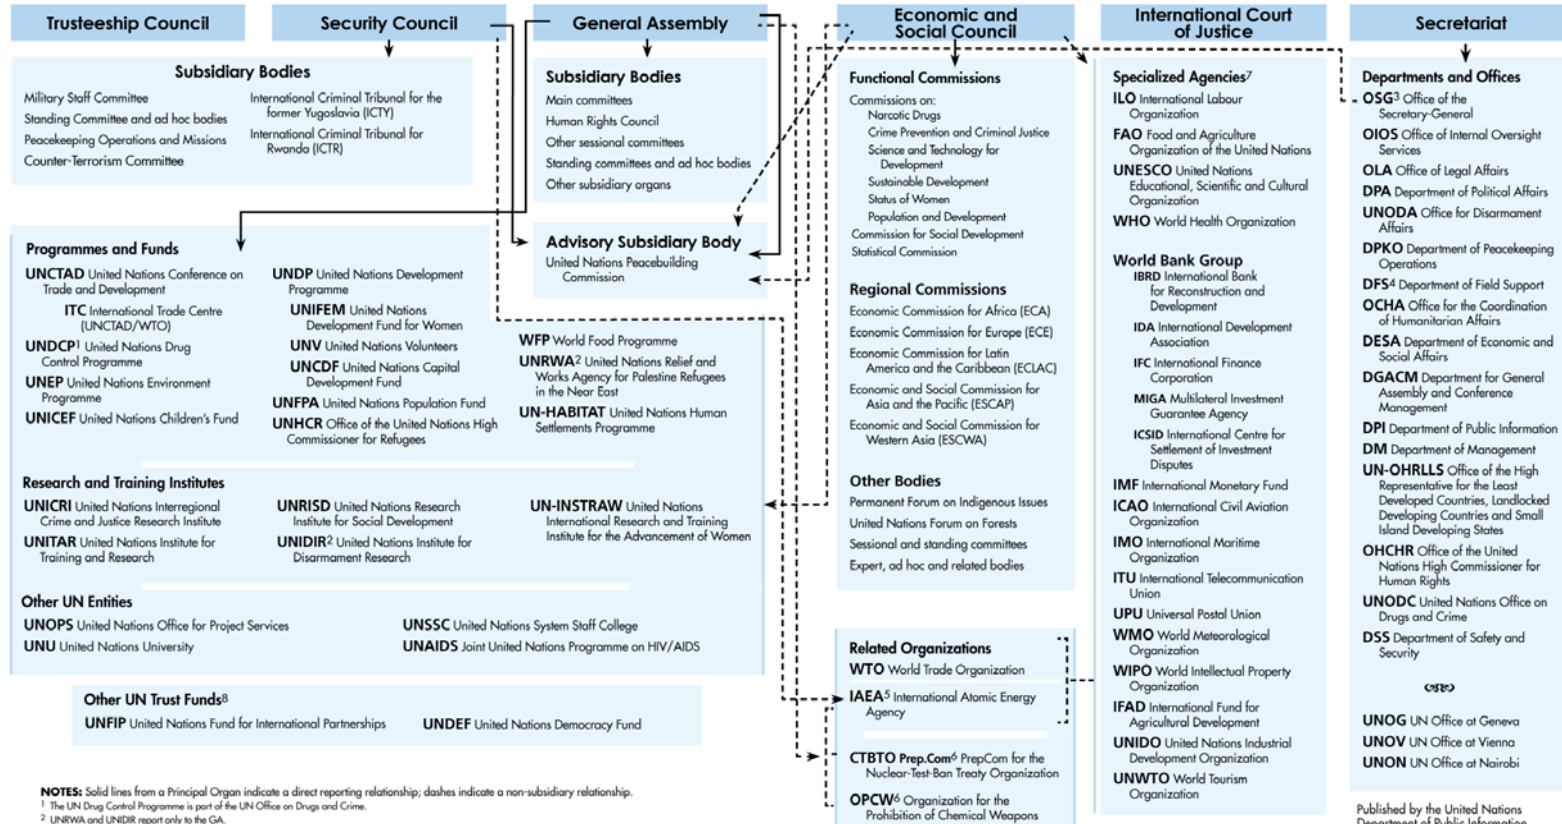 Trusteeship Council
Security Council
General Assembly
Economic and
Social Council
International Court
of Justice
Secretariat
Subsidiary Bodies
Military Staff Committee
Standing Committee and ad hoc bodies
Peacekeeping Operations and Missions
Counter-Terrorism Committee
International Criminal Tribunal for the
former Yugoslavia (ICTY)
International Criminal Tribunal for
Rwanda (ICTR)
Subsidiary Bodies
Main committees
Human Rights Council
Other sessional committees
Standing committees and ad hoc bodies
Other subsidiary organs
Advisory Subsidiary Body
United Nations Peacebuilding
Commission
Programmes and Funds
UNCTAD United Nations Conference on
Trade and Development
ITC International Trade Centre
(UNCTAD/WTO)
UNDCP¹ United Nations Drug
Control Programme
UNEP United Nations Environment
Programme
UNICEF United Nations Children's Fund
UNDP United Nations Development
Programme
UNIFEM United Nations
Development Fund for Women
UNV United Nations Volunteers
UNCDF United Nations Capital
Development Fund
UNFPA United Nations Population Fund
UNHCR Office of the United Nations High
Commissioner for Refugees
WFP World Food Programme
UNRWA² United Nations Relief and
Works Agency for Palestine Refugees
in the Near East
UN-HABITAT United Nations Human
Settlements Programme
Research and Training Institutes
UNICRI United Nations Interregional
Crime and Justice Research Institute
UNITAR United Nations Institute for
Training and Research
UNRISD United Nations Research
Institute for Social Development
UNIDIR² United Nations Institute for
Disarmament Research
UN-INSTRAW United Nations
International Research and Training
Institute for the Advancement of Women
Other UN Entities
UNOPS United Nations Office for Project Services
UNU United Nations University
UNSSC United Nations System Staff College
UNAIDS Joint United Nations Programme on HIV/AIDS
Other UN Trust Funds⁸
UNFIP United Nations Fund for International Partnerships
UNDEF United Nations Democracy Fund
Functional Commissions
Commissions on:
Narcotic Drugs
Crime Prevention and Criminal Justice
Science and Technology for
Development
Sustainable Development
Status of Women
Population and Development
Commission for Social Development
Statistical Commission
Regional Commissions
Economic Commission for Africa (ECA)
Economic Commission for Europe (ECE)
Economic Commission for Latin
America and the Caribbean (ECLAC)
Economic and Social Commission for
Asia and the Pacific (ESCAP)
Economic and Social Commission for
Western Asia (ESCWA)
Other Bodies
Permanent Forum on Indigenous Issues
United Nations Forum on Forests
Sessional and standing committees
Expert, ad hoc and related bodies
Related Organizations
WTO World Trade Organization
IAEA⁵ International Atomic Energy
Agency
CTBTO Prep.Com⁶ PrepCom for the
Nuclear-Test-Ban Treaty Organization
OPCW⁶ Organization for the
Prohibition of Chemical Weapons
Specialized Agencies⁷
ILO International Labour
Organization
FAO Food and Agriculture
Organization of the United Nations
UNESCO United Nations
Educational, Scientific and Cultural
Organization
WHO World Health Organization
World Bank Group
IBRD International Bank
for Reconstruction and
Development
IDA International Development
Association
IFC International Finance
Corporation
MIGA Multilateral Investment
Guarantee Agency
ICSID International Centre for
Settlement of Investment
Disputes
IMF International Monetary Fund
ICAO International Civil Aviation
Organization
IMO International Maritime
Organization
ITU International Telecommunication
Union
UPU Universal Postal Union
WMO World Meteorological
Organization
WIPO World Intellectual Property
Organization
IFAD International Fund for
Agricultural Development
UNIDO United Nations Industrial
Development Organization
UNWTO World Tourism
Organization
Departments and Offices
OSG³ Office of the
Secretary-General
OIOS Office of Internal Oversight
Services
OLA Office of Legal Affairs
DPA Department of Political Affairs
UNODA Office for Disarmament
Affairs
DPKO Department of Peacekeeping
Operations
DFS⁴ Department of Field Support
OCHA Office for the Coordination
of Humanitarian Affairs
DESA Department of Economic and
Social Affairs
DGACM Department for General
Assembly and Conference
Management
DPI Department of Public Information
DM Department of Management
UN-OHRLLS Office of the High
Representative for the Least
Developed Countries, Landlocked
Developing Countries and Small
Island Developing States
OHCHR Office of the United
Nations High Commissioner for
Human Rights
UNODC United Nations Office on
Drugs and Crime
DSS Department of Safety and
Security
UNOG UN Office at Geneva
UNOV UN Office at Vienna
UNON UN Office at Nairobi
NOTES: Solid lines from a Principal Organ indicate a direct reporting relationship; dashes indicate a non-subsidiary relationship.
¹ The UN Drug Control Programme is part of the UN Office on Drugs and Crime.
² UNRWA and UNIDIR report only to the GA.
Published by the United Nations
Department of Public Information